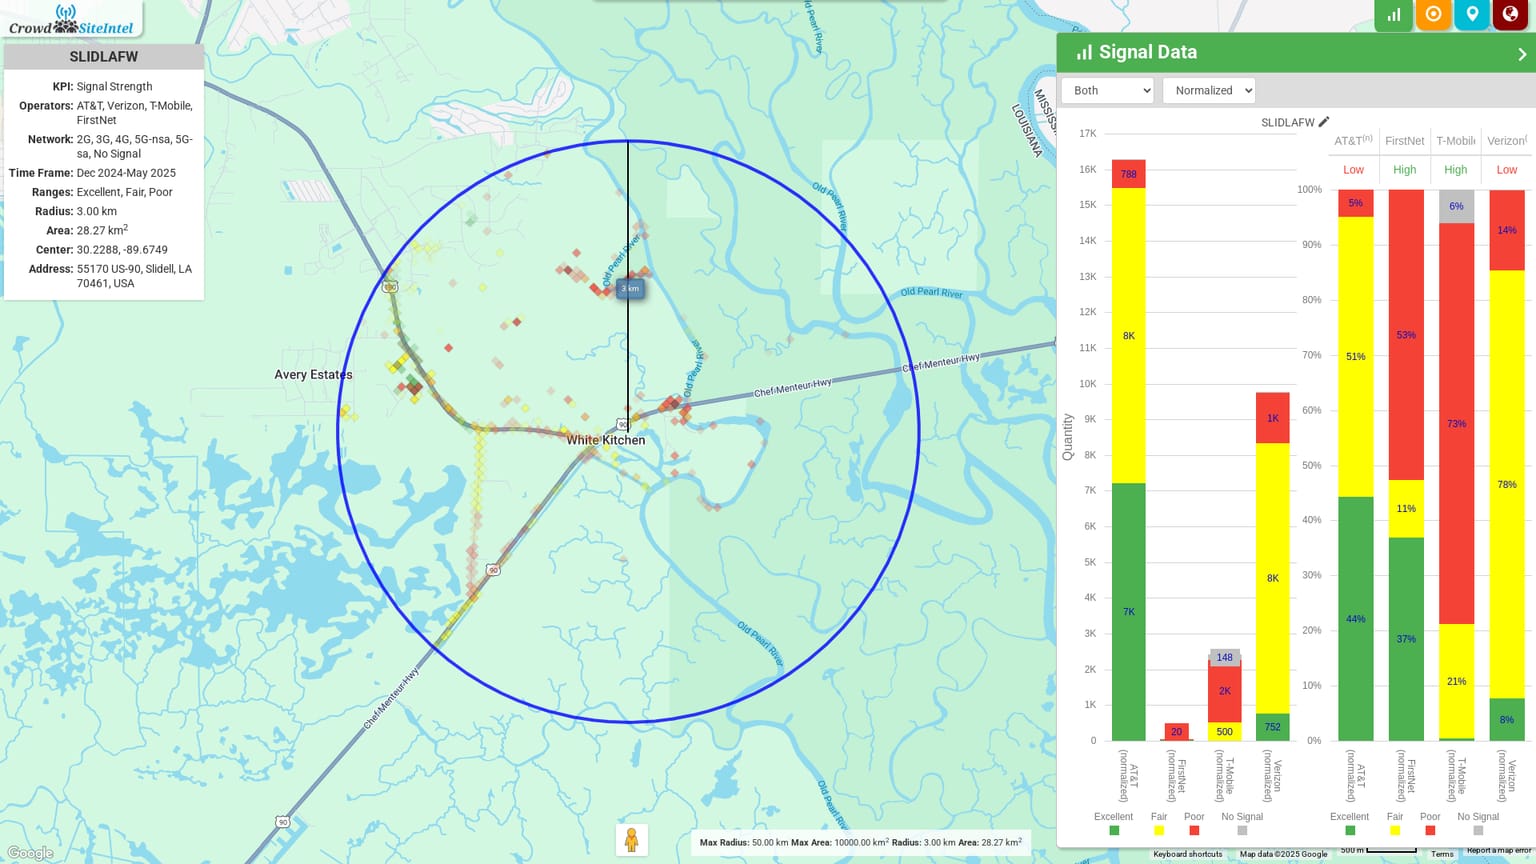 Crowd SiteIntel
SLIDLAFW
KPI: Signal Strength
Operators: AT&T, Verizon, T-Mobile,
FirstNet
Network: 2G, 3G, 4G, 5G-nsa, 5G-
sa, No Signal
Time Frame: Dec 2024-May 2025
Ranges: Excellent, Fair, Poor
Radius: 3.00 km
Area: 28.27 km2
Center: 30.2288, -89.6749
Address: 55170 US-90, Slidell, LA
70461, USA
Old Pearl River
Old Pearl River
Old Pearl River
Old Pearl River
Old Pearl River
Old Pearl River
Old Pearl River
MISSISS
LOUISIANA
190
3 km
Avery Estates
90
White Kitchen
Chef Menteur Hwy
Chef Menteur Hwy
90
Chef Menteur Hwy
90
Google
Max Radius: 50.00 km Max Area: 10000.00 km2 Radius: 3.00 km Area: 28.27 km2
Signal Data
Both
Normalized
SLIDLAFW
Quantity
17K
16K
15K
14K
13K
12K
11K
10K
9K
8K
7K
6K
5K
4K
3K
2K
1K
0
788
8K
7K
20
148
2K
500
1K
8K
752
AT&T (normalized)
FirstNet (normalized)
T-Mobile (normalized)
Verizon (normalized)
Excellent Fair Poor No Signal
AT&T(n) FirstNet T-Mobile Verizon(
Low High High Low
100%
90%
80%
70%
60%
50%
40%
30%
20%
10%
0%
5%
51%
44%
53%
11%
37%
6%
73%
21%
14%
78%
8%
AT&T (normalized)
FirstNet (normalized)
T-Mobile (normalized)
Verizon (normalized)
Excellent Fair Poor No Signal
Keyboard shortcuts Map data ©2025 Google 500 m Terms Report a map error